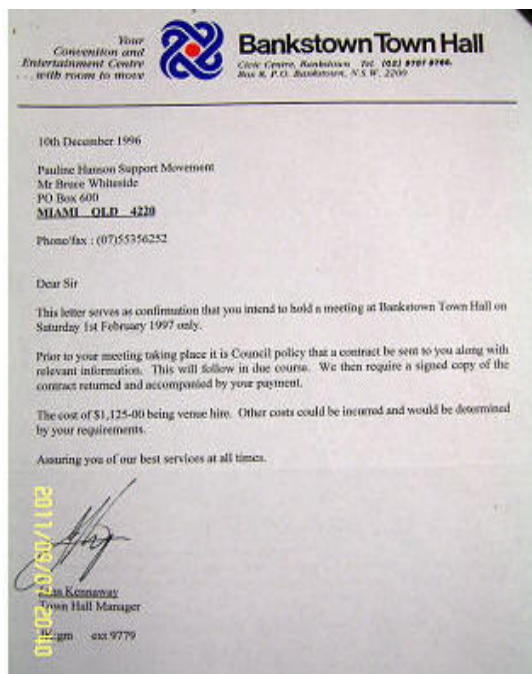 Your
Convention and
Entertainment Centre
...with room to move
Bankstown Town Hall
Civic Centre, Bankstown Tel (02) 9707 9766.
Box 8, P.O. Bankstown, N.S.W. 2200
10th December 1996
Pauline Hanson Support Movement
Mr Bruce Whiteside
PO Box 600
MIAMI QLD 4220
Phone/fax : (07)55356252
Dear Sir
This letter serves as confirmation that you intend to hold a meeting at Bankstown Town Hall on
Saturday 1st February 1997 only.
Prior to your meeting taking place it is Council policy that a contract be sent to you along with
relevant information. This will follow in due course. We then require a signed copy of the
contract returned and accompanied by your payment.
The cost of $1,125-00 being venue hire. Other costs could be incurred and would be determined
by your requirements.
Assuring you of our best services at all times.
Kennaway
Town Hall Manager
ext 9779
2011/09/07 20:40